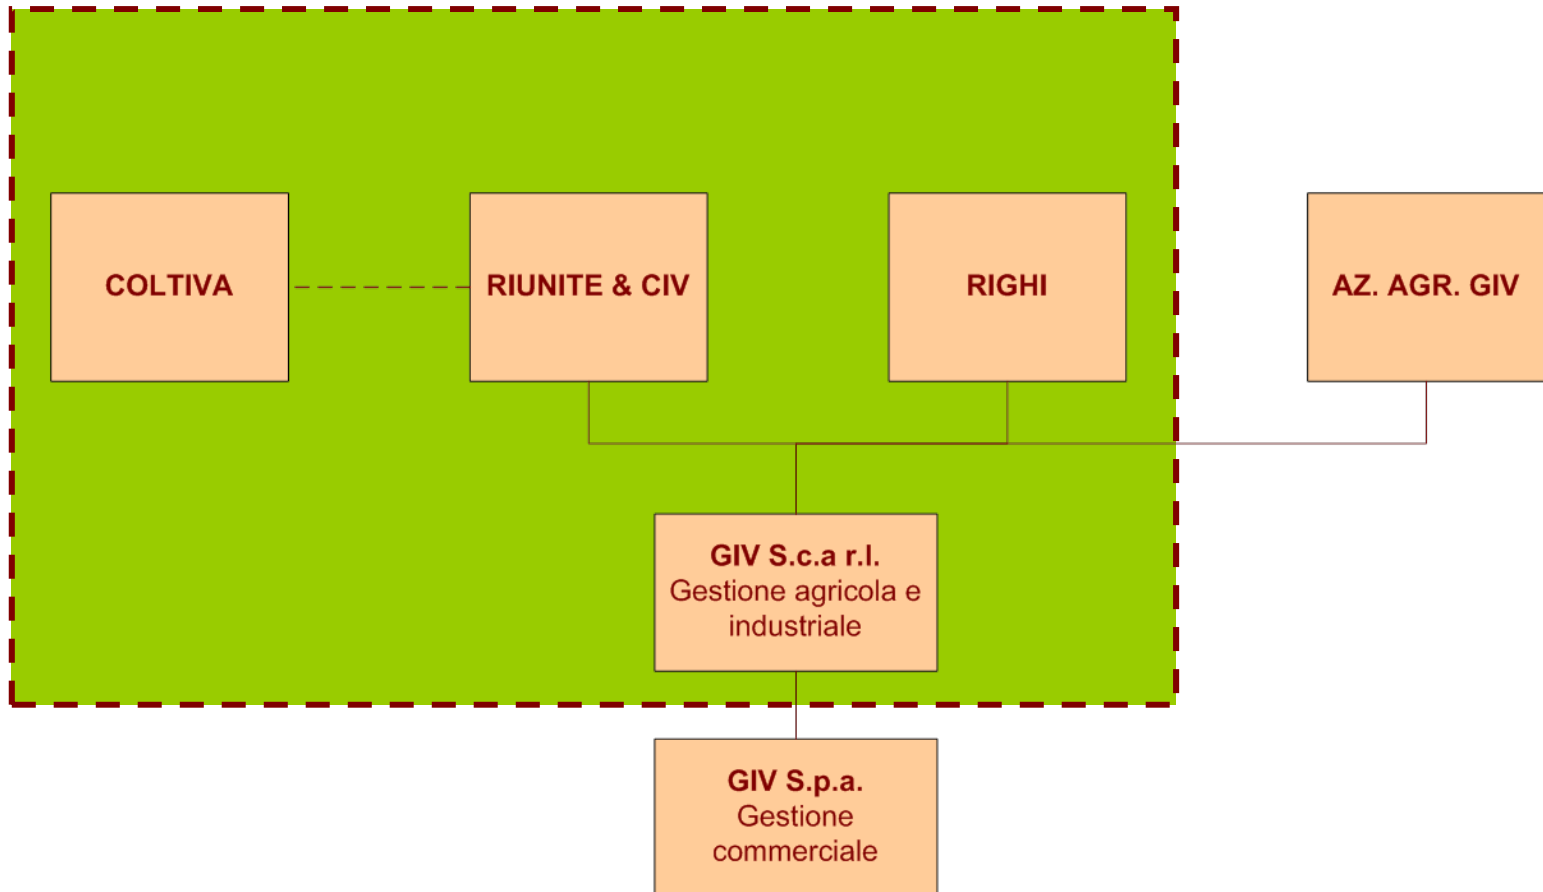 COLTIVA
RIUNITE & CIV
RIGHI
AZ. AGR. GIV
GIV S.c.a r.l.
Gestione agricola e
industriale
GIV S.p.a.
Gestione
commerciale